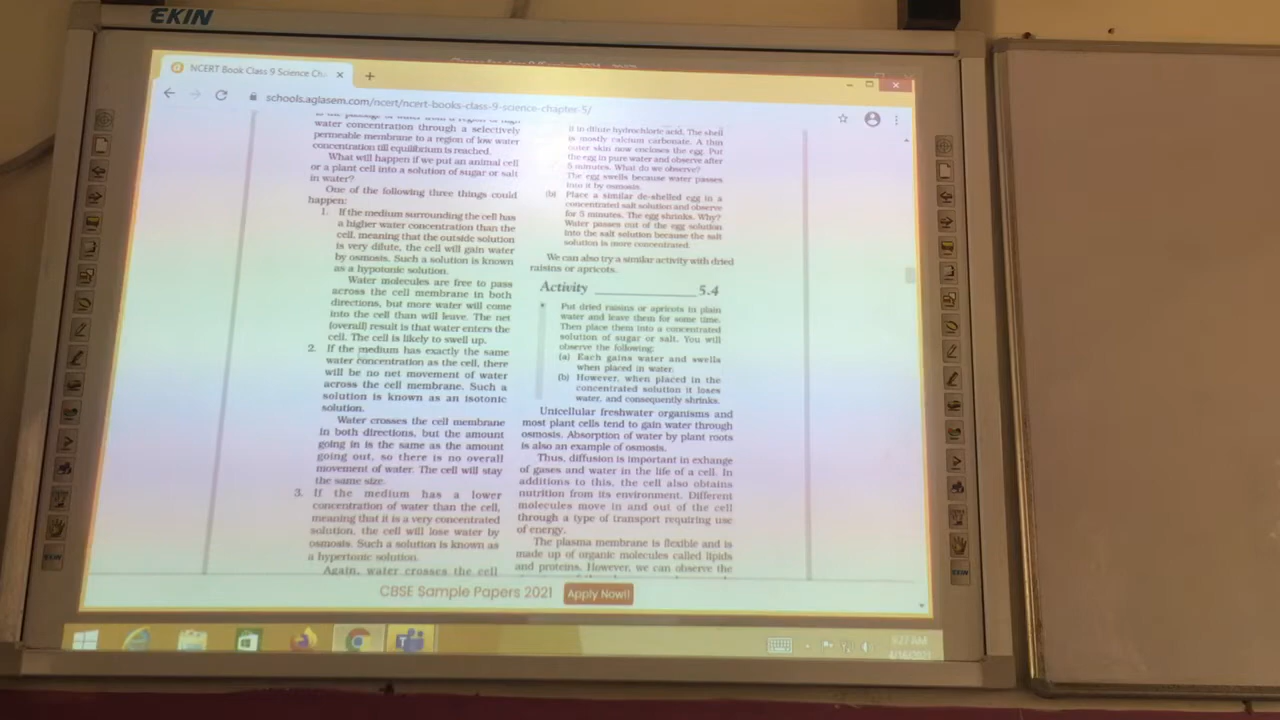 EKIN
NCERT Book Class 9 Science Ch
schools.aglasem.com/ncert/ncert-books-class-9-science-chapter-5/
water concentration through a selectively
permeable membrane to a region of low water
concentration till equilibrium is reached.
What will happen if we put an animal cell
or a plant cell into a solution of sugar or salt
in water?
One of the following three things could
happen:
1. If the medium surrounding the cell has
a higher water concentration than the
cell, meaning that the outside solution
is very dilute, the cell will gain water
by osmosis. Such a solution is known
as a hypotonic solution.
Water molecules are free to pass
across the cell membrane in both
directions, but more water will come
into the cell than will leave. The net
(overall) result is that water enters the
cell. The cell is likely to swell up.
2. If the medium has exactly the same
water concentration as the cell, there
will be no net movement of water
across the cell membrane. Such a
solution is known as an isotonic
solution.
Water crosses the cell membrane
in both directions, but the amount
going in is the same as the amount
going out, so there is no overall
movement of water. The cell will stay
the same size.
3. If the medium has a lower
concentration of water than the cell,
meaning that it is a very concentrated
solution, the cell will lose water by
osmosis. Such a solution is known as
a hypertonic solution.
Again, water crosses the cell
it in dilute hydrochloric acid. The shell
is mostly calcium carbonate. A thin
outer skin now encloses the egg. Put
the egg in pure water and observe after
5 minutes. What do we observe?
The egg swells because water passes
into it by osmosis.
(b) Place a similar de-shelled egg in a
concentrated salt solution and observe
for 5 minutes. The egg shrinks. Why?
Water passes out of the egg solution
into the salt solution because the salt
solution is more concentrated.
We can also try a similar activity with dried
raisins or apricots.
Activity 5.4
• Put dried raisins or apricots in plain
water and leave them for some time.
Then place them into a concentrated
solution of sugar or salt. You will
observe the following:
(a) Each gains water and swells
when placed in water.
(b) However, when placed in the
concentrated solution it loses
water, and consequently shrinks.
Unicellular freshwater organisms and
most plant cells tend to gain water through
osmosis. Absorption of water by plant roots
is also an example of osmosis.
Thus, diffusion is important in exhange
of gases and water in the life of a cell. In
additions to this, the cell also obtains
nutrition from its environment. Different
molecules move in and out of the cell
through a type of transport requiring use
of energy.
The plasma membrane is flexible and is
made up of organic molecules called lipids
and proteins. However, we can observe the
CBSE Sample Papers 2021 Apply Now!!
EKIN
EKIN